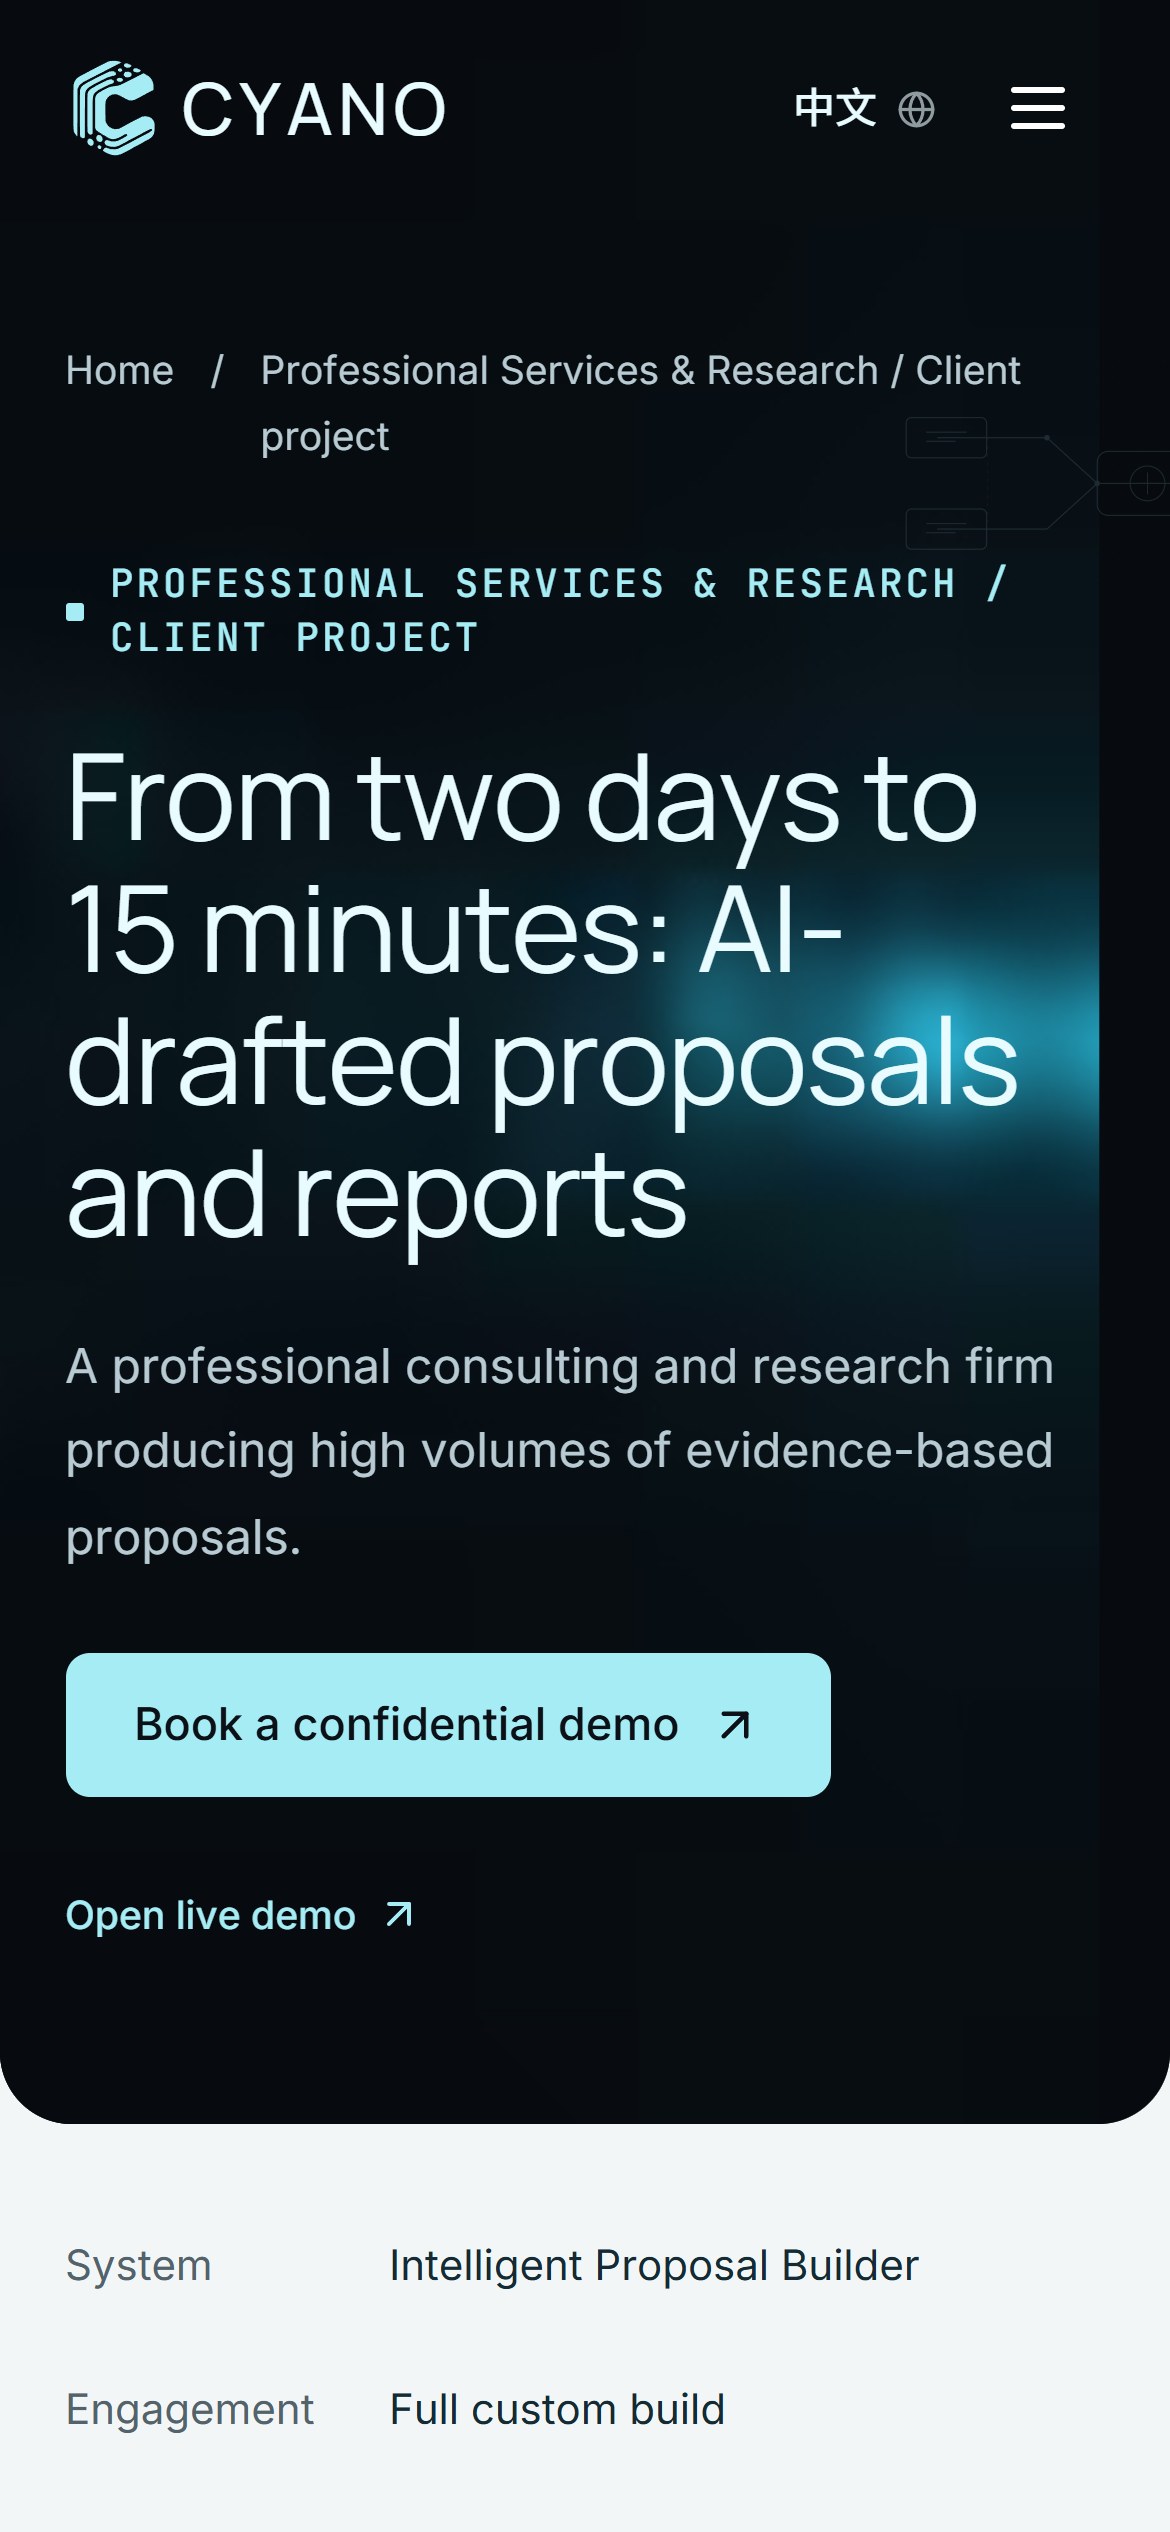 CYANO
中文
Home / Professional Services & Research / Client
project
PROFESSIONAL SERVICES & RESEARCH /
CLIENT PROJECT
From two days to
15 minutes: AI-
drafted proposals
and reports
A professional consulting and research firm
producing high volumes of evidence-based
proposals.
Book a confidential demo
Open live demo
System Intelligent Proposal Builder
Engagement Full custom build